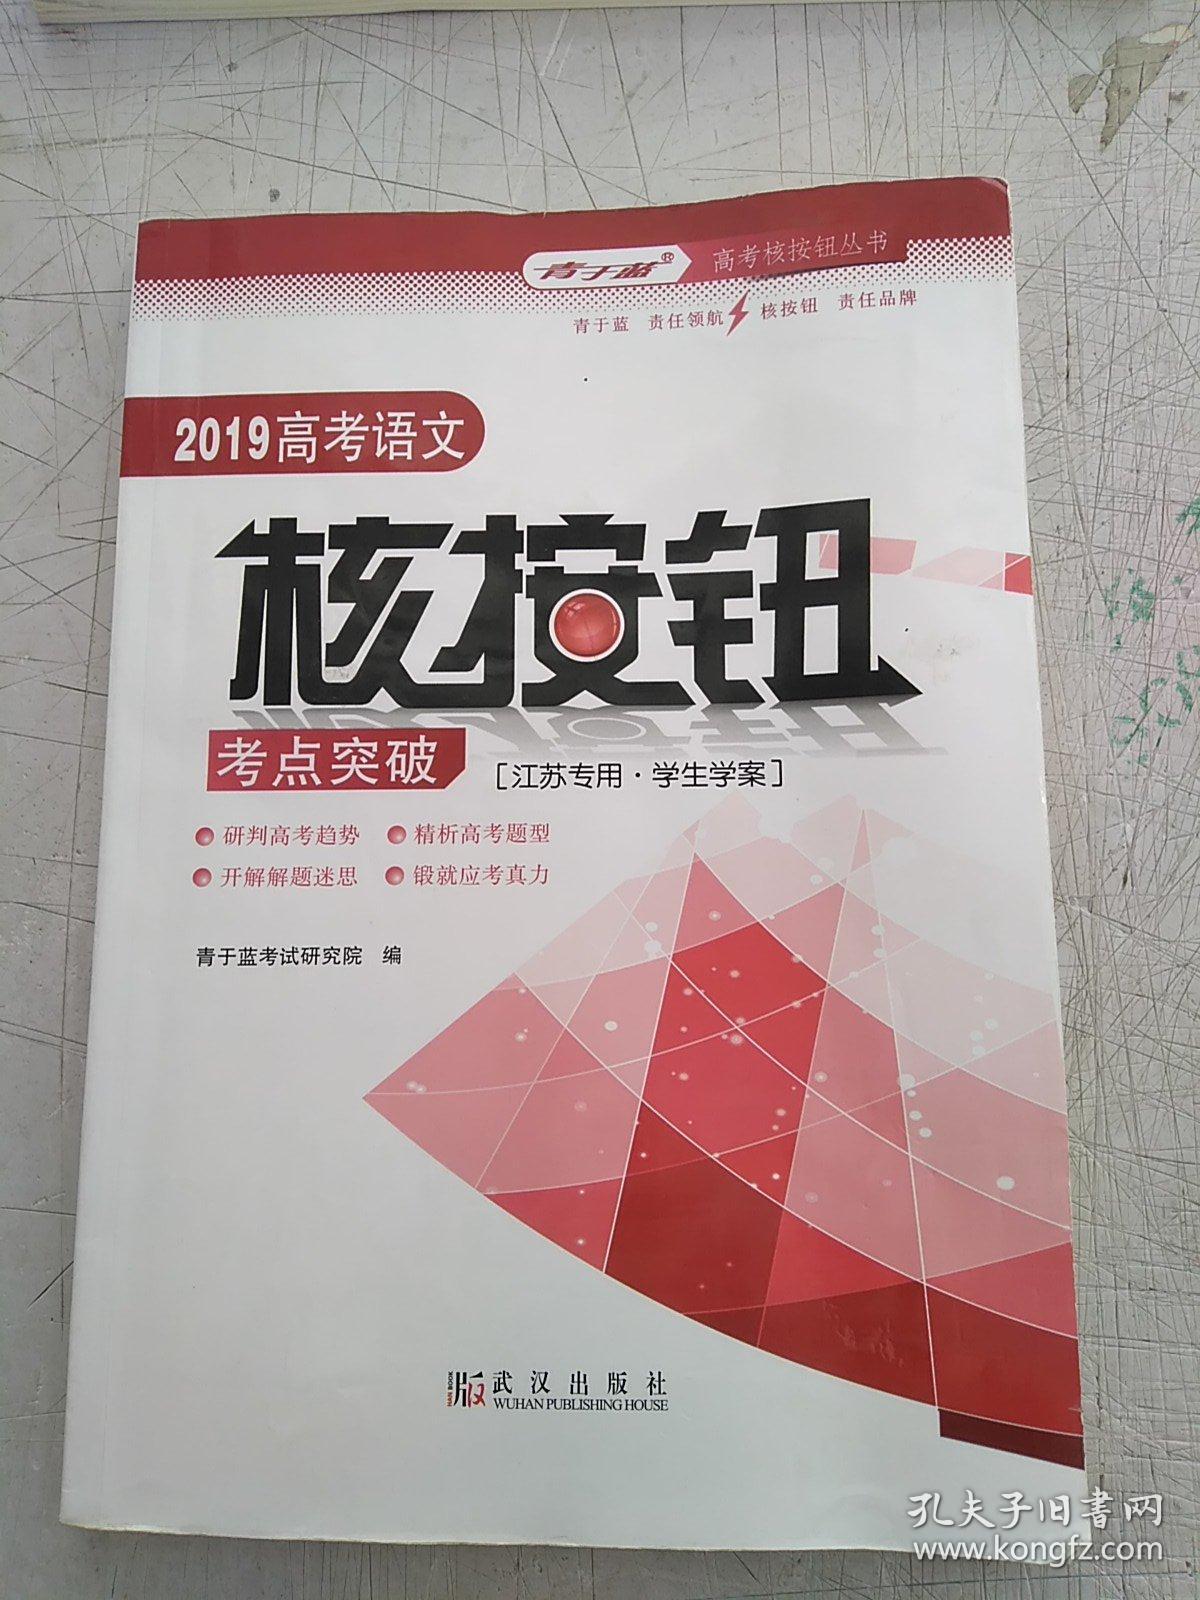 青于蓝® 高考核按钮丛书
青于蓝 责任领航 核按钮 责任品牌
2019高考语文
核按钮
考点突破
[江苏专用·学生学案]
研判高考趋势 精析高考题型
开解解题迷思 锻就应考真力
青于蓝考试研究院 编
版 武汉出版社
WUHAN PUBLISHING HOUSE
孔夫子旧书网
www.kongfz.com